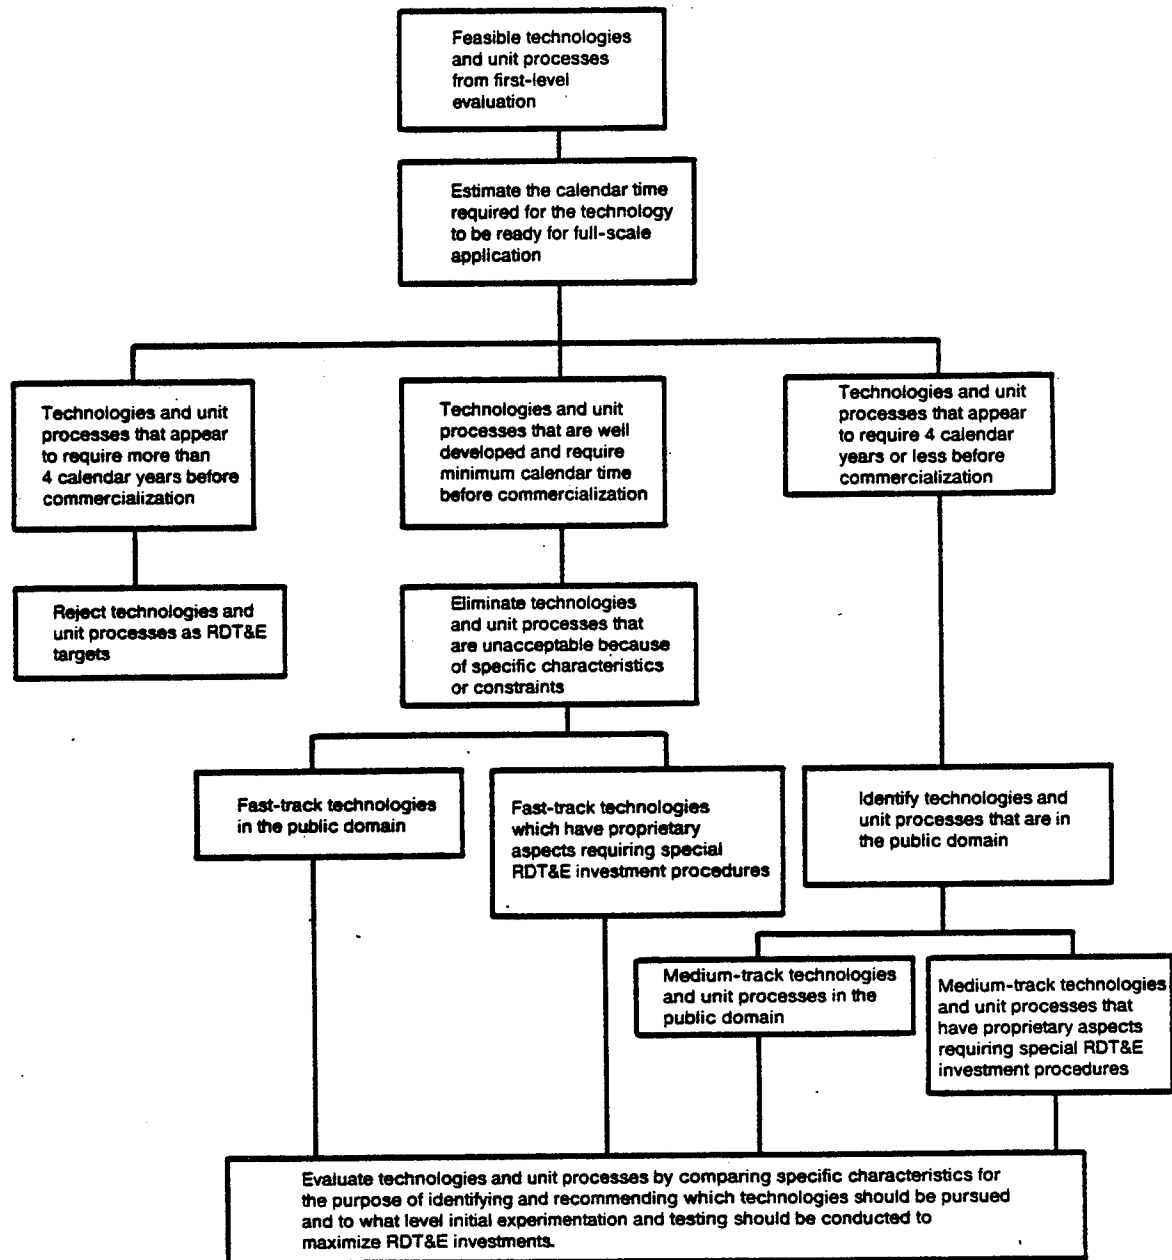 Feasible technologies
and unit processes
from first-level
evaluation
Estimate the calendar time
required for the technology
to be ready for full-scale
application
Technologies and unit
processes that appear
to require more than
4 calendar years before
commercialization
Technologies and unit
processes that are well
developed and require
minimum calendar time
before commercialization
Technologies and unit
processes that appear
to require 4 calendar
years or less before
commercialization
Reject technologies and
unit processes as RDT&E
targets
Eliminate technologies
and unit processes that
are unacceptable because
of specific characteristics
or constraints
Fast-track technologies
in the public domain
Fast-track technologies
which have proprietary
aspects requiring special
RDT&E investment procedures
Identify technologies and
unit processes that are in
the public domain
Medium-track technologies
and unit processes in the
public domain
Medium-track technologies
and unit processes that
have proprietary aspects
requiring special RDT&E
investment procedures
Evaluate technologies and unit processes by comparing specific characteristics for
the purpose of identifying and recommending which technologies should be pursued
and to what level initial experimentation and testing should be conducted to
maximize RDT&E investments.